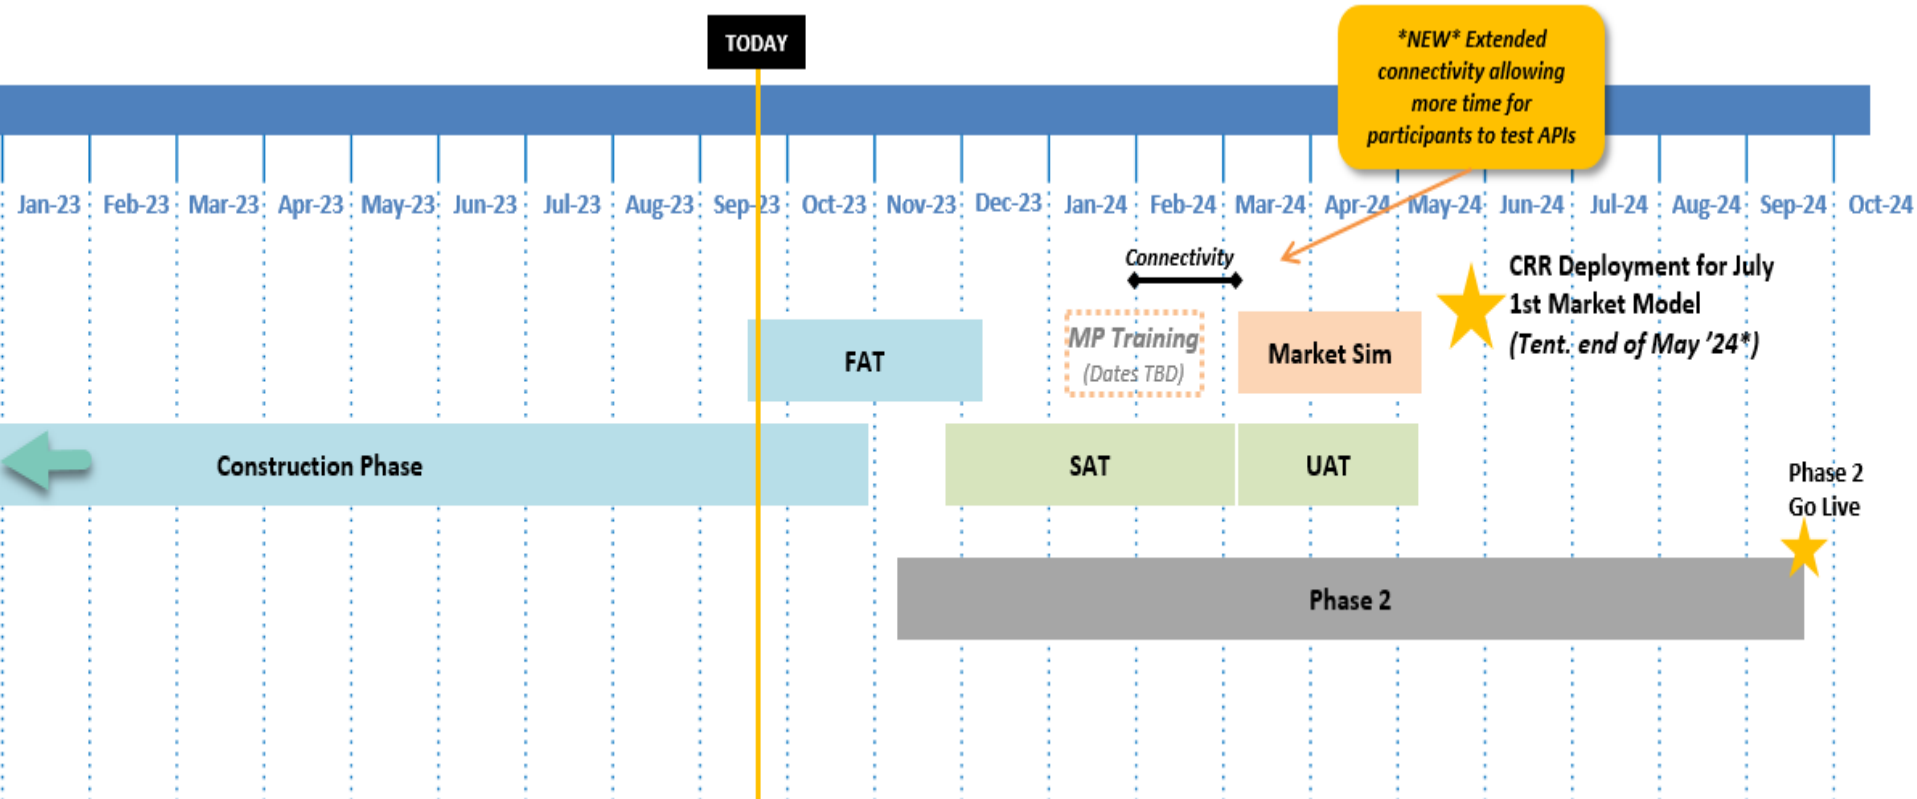 TODAY
*NEW* Extended
connectivity allowing
more time for
participants to test APIs
Jan-23 Feb-23 Mar-23 Apr-23 May-23 Jun-23 Jul-23 Aug-23 Sep-23 Oct-23 Nov-23 Dec-23 Jan-24 Feb-24 Mar-24 Apr-24 May-24 Jun-24 Jul-24 Aug-24 Sep-24 Oct-24
Connectivity
CRR Deployment for July
1st Market Model
(Tent. end of May '24*)
FAT
MP Training
(Dates TBD)
Market Sim
Construction Phase
SAT
UAT
Phase 2
Go Live
Phase 2